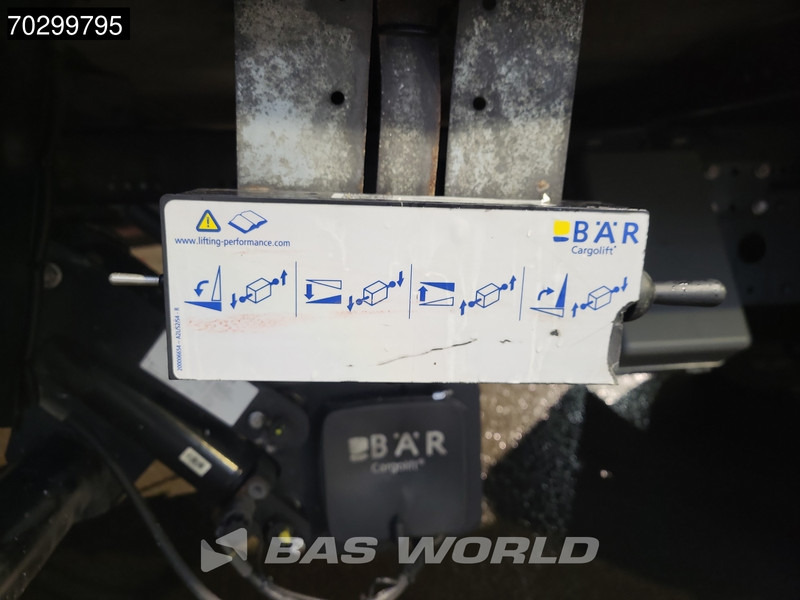 70299795
www.lifting-performance.com
BÄR
Cargolift
BÄR
Cargolift
BAS WORLD